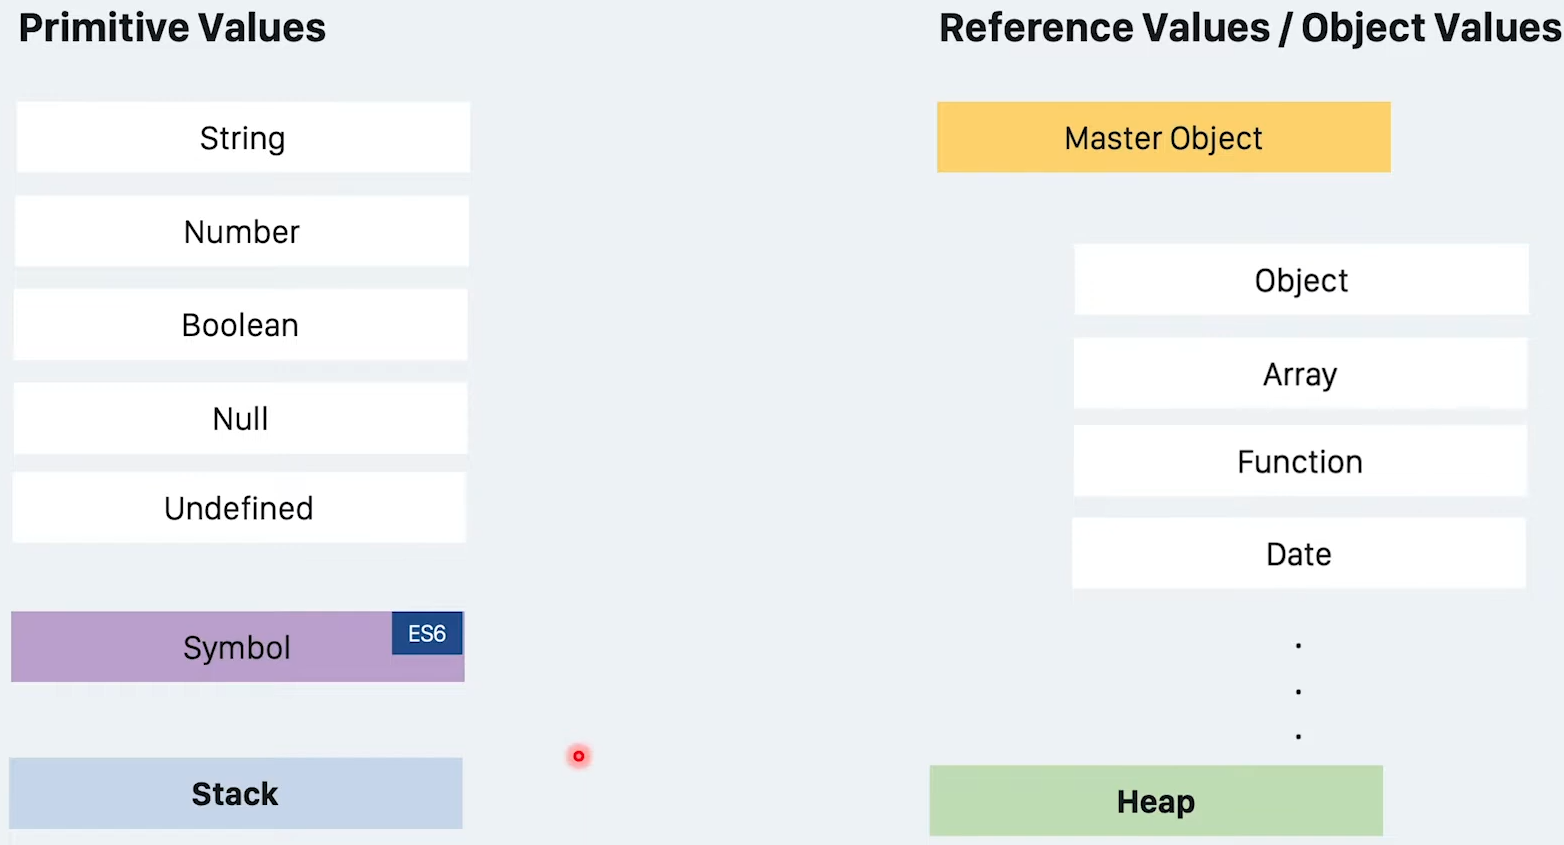 Primitive Values
String
Number
Boolean
Null
Undefined
Symbol
ES6
Stack
Reference Values / Object Values
Master Object
Object
Array
Function
Date
.
.
.
Heap